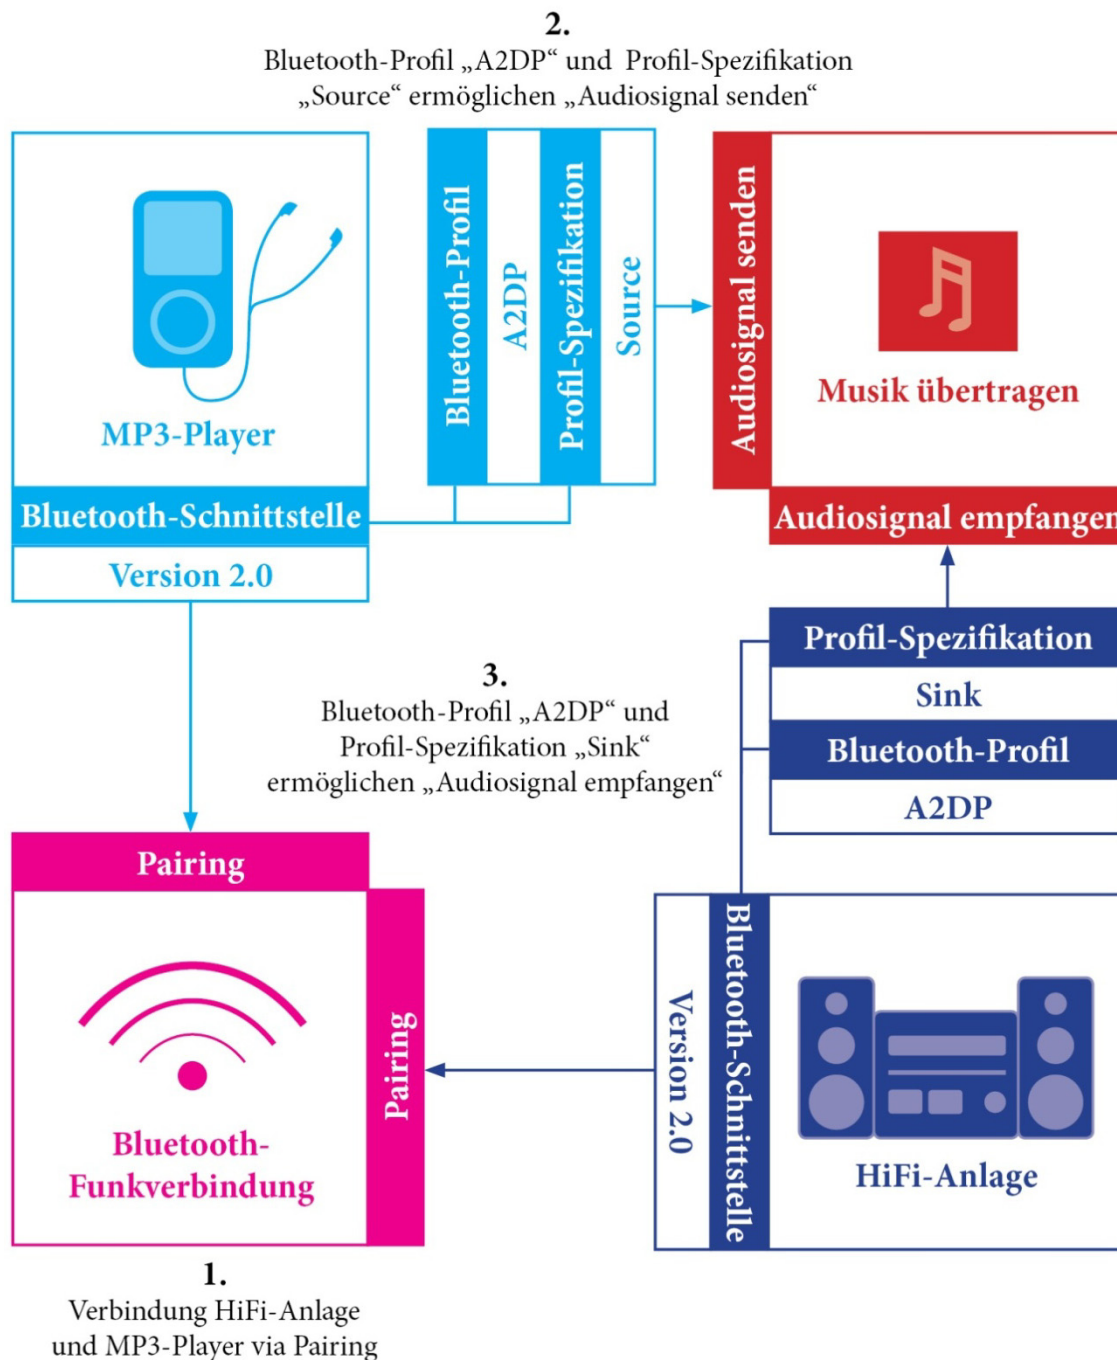 2.
Bluetooth-Profil „A2DP“ und Profil-Spezifikation
„Source“ ermöglichen „Audiosignal senden“
MP3-Player
Bluetooth-Schnittstelle
Version 2.0
Bluetooth-Profil
A2DP
Profil-Spezifikation
Source
Audiosignal senden
Musik übertragen
Audiosignal empfangen
Profil-Spezifikation
Sink
Bluetooth-Profil
A2DP
3.
Bluetooth-Profil „A2DP“ und
Profil-Spezifikation „Sink“
ermöglichen „Audiosignal empfangen“
Pairing
Bluetooth-
Funkverbindung
Pairing
Version 2.0
Bluetooth-Schnittstelle
HiFi-Anlage
1.
Verbindung HiFi-Anlage
und MP3-Player via Pairing